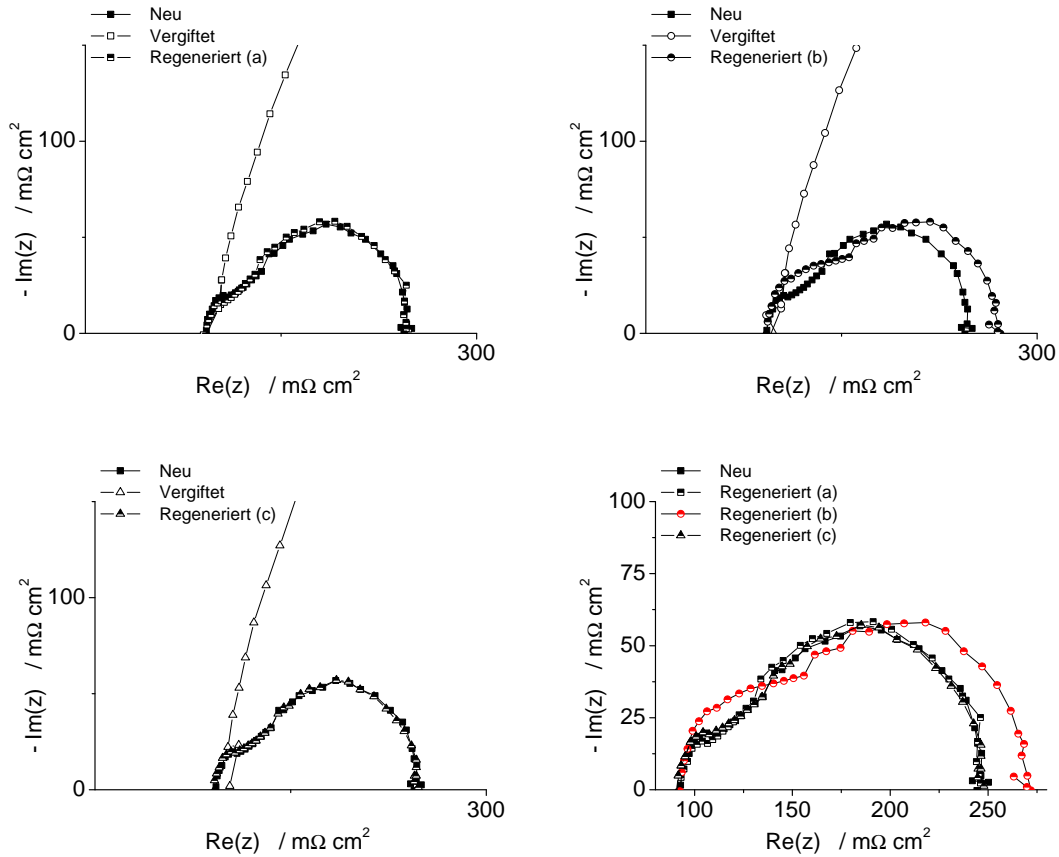 Neu
Vergiftet
Regeneriert (a)
100
0
300
- Im(z) / mΩ cm²
Re(z) / mΩ cm²
Neu
Vergiftet
Regeneriert (b)
100
0
300
- Im(z) / mΩ cm²
Re(z) / mΩ cm²
Neu
Vergiftet
Regeneriert (c)
100
0
300
- Im(z) / mΩ cm²
Re(z) / mΩ cm²
Neu
Regeneriert (a)
Regeneriert (b)
Regeneriert (c)
100
75
50
25
0
100 150 200 250
- Im(z) / mΩ cm²
Re(z) / mΩ cm²